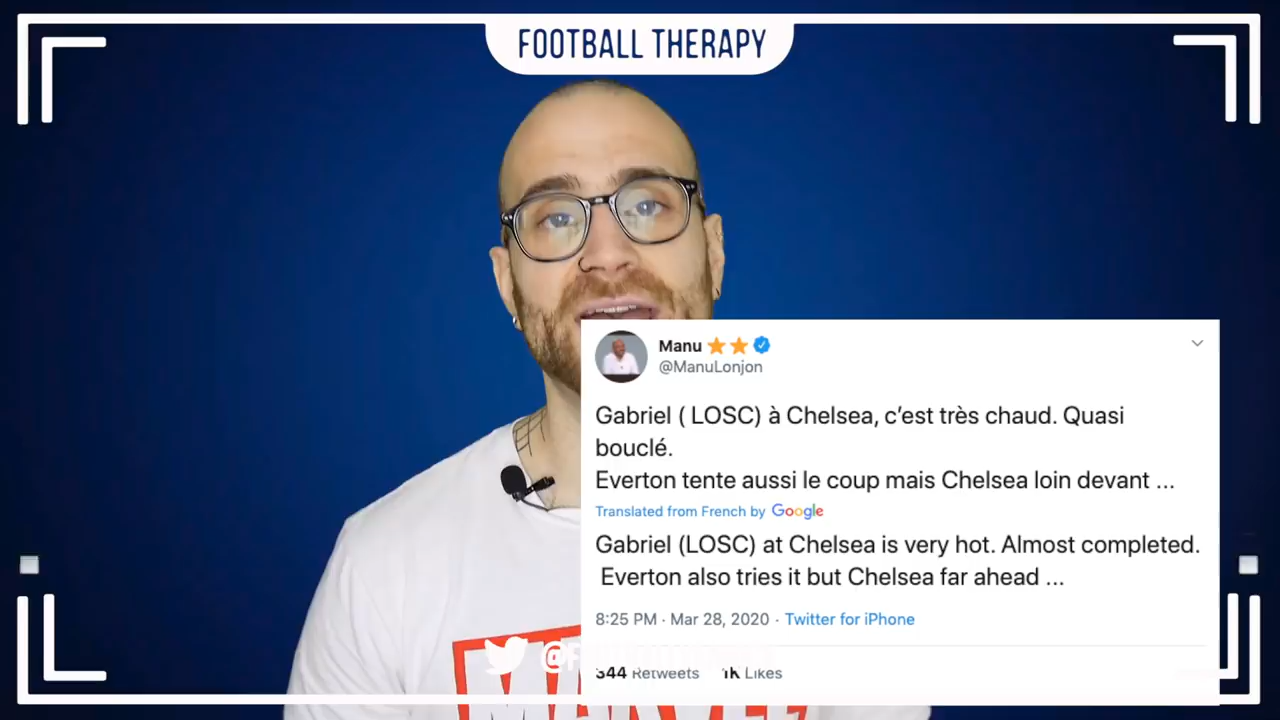 FOOTBALL THERAPY
Manu
@ManuLonjon
Gabriel ( LOSC) à Chelsea, c’est très chaud. Quasi
bouclé.
Everton tente aussi le coup mais Chelsea loin devant ...
Translated from French by Google
Gabriel (LOSC) at Chelsea is very hot. Almost completed.
Everton also tries it but Chelsea far ahead ...
8:25 PM · Mar 28, 2020 · Twitter for iPhone
344 Retweets 1K Likes
MARVEL